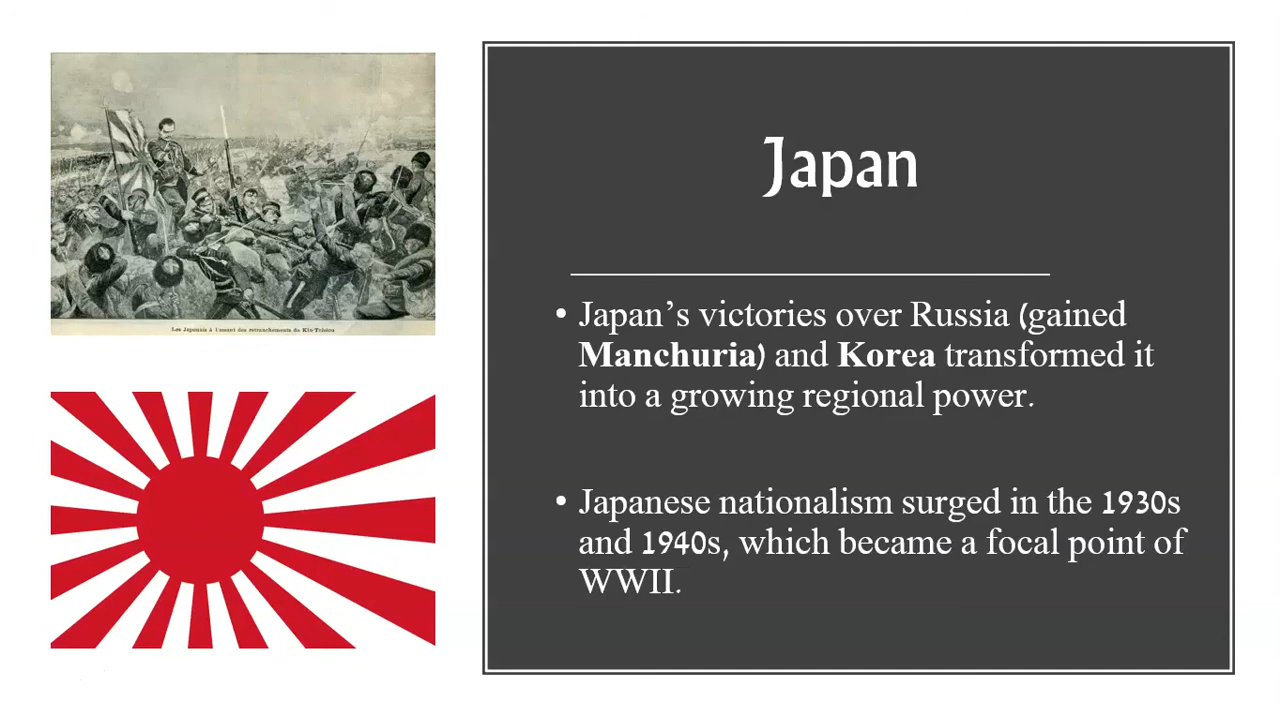 Les Japonais à l'assaut des retranchements de Kin-Tchéou
Japan
• Japan’s victories over Russia (gained
Manchuria) and Korea transformed it
into a growing regional power.
• Japanese nationalism surged in the 1930s
and 1940s, which became a focal point of
WWII.